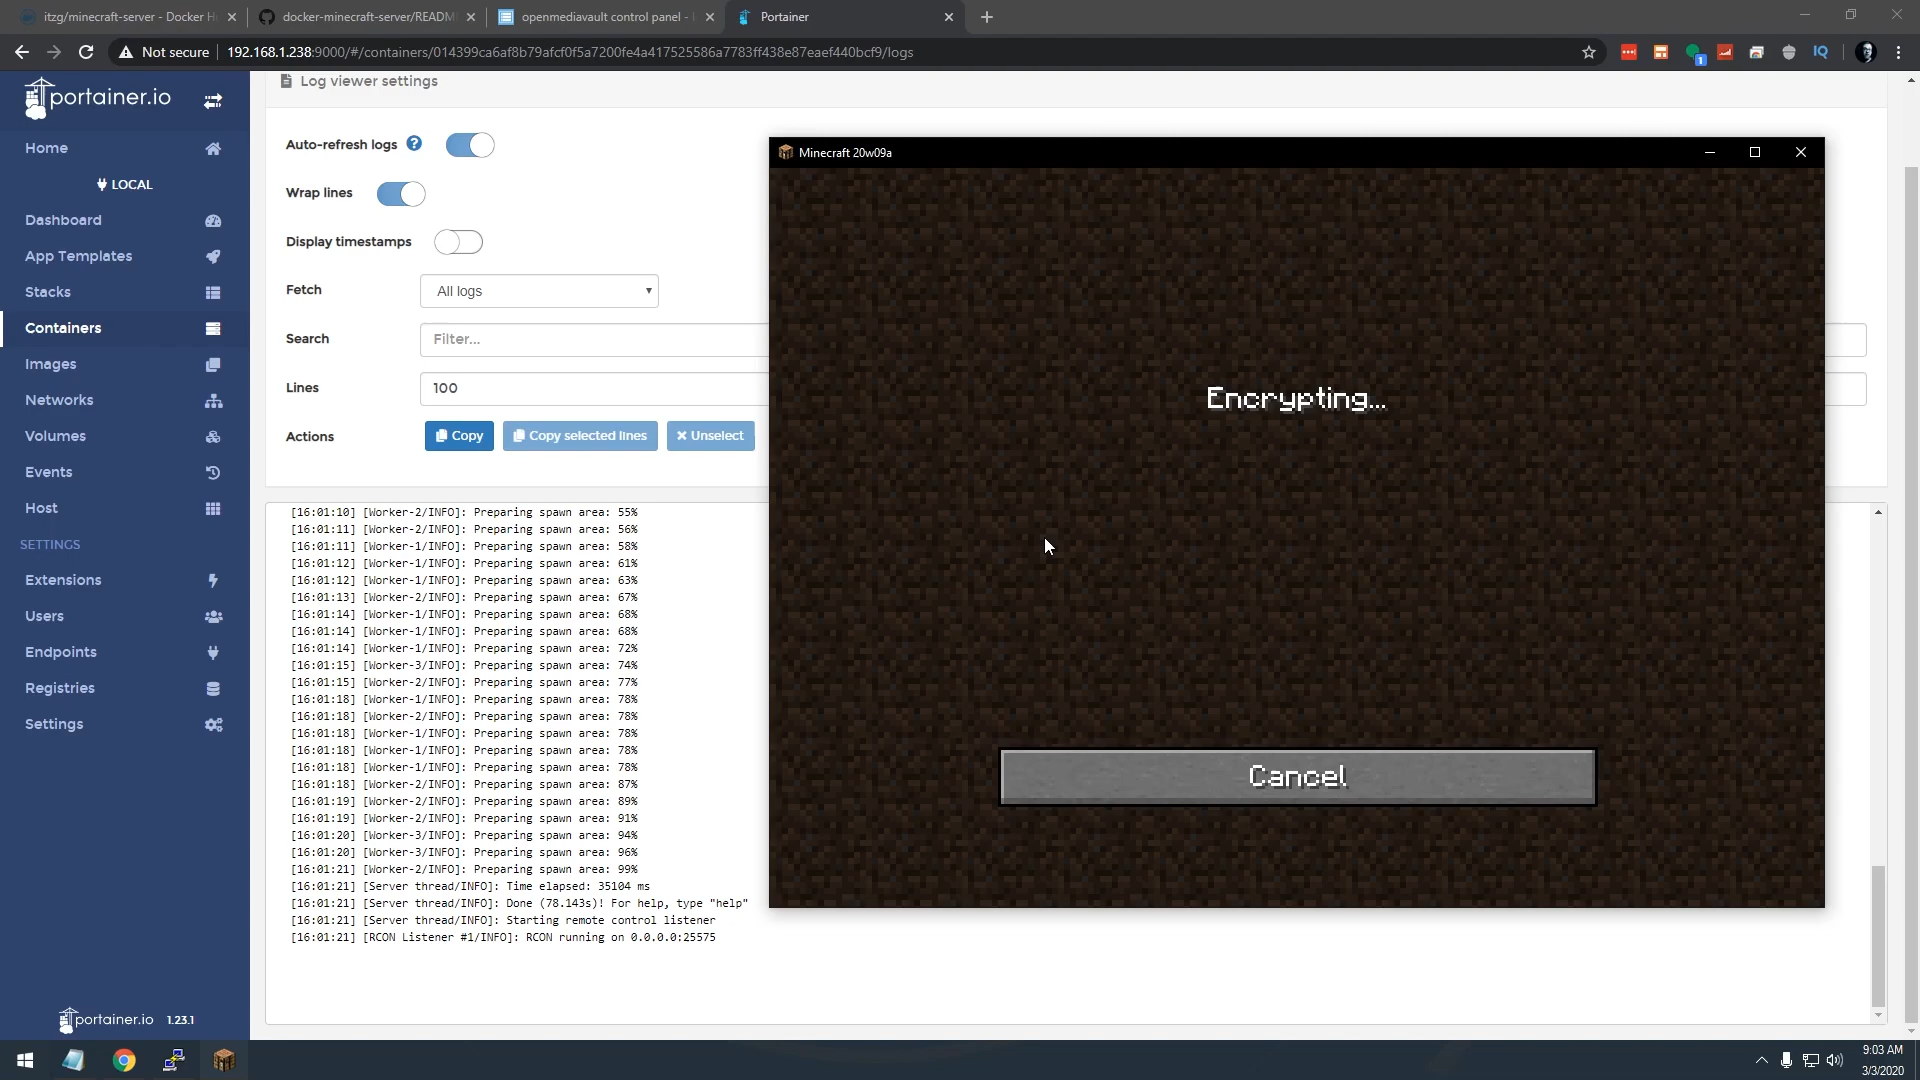 itzg/minecraft-server - Docker H
docker-minecraft-server/READM
openmediavault control panel -
Portainer
Not secure
192.168.1.238:9000/#/containers/014399ca6af8b79afcf0f5a7200fe4a417525586a7783ff438e87eaef440bcf9/logs
1
IQ
portainer.io
Home
LOCAL
Dashboard
App Templates
Stacks
Containers
Images
Networks
Volumes
Events
Host
SETTINGS
Extensions
Users
Endpoints
Registries
Settings
portainer.io 1.23.1
Log viewer settings
Auto-refresh logs ?
Wrap lines
Display timestamps
Fetch
All logs
Search
Filter...
Lines
100
Actions
Copy
Copy selected lines
Unselect
[16:01:10] [Worker-2/INFO]: Preparing spawn area: 55%
[16:01:11] [Worker-2/INFO]: Preparing spawn area: 56%
[16:01:11] [Worker-1/INFO]: Preparing spawn area: 58%
[16:01:12] [Worker-1/INFO]: Preparing spawn area: 61%
[16:01:12] [Worker-1/INFO]: Preparing spawn area: 63%
[16:01:13] [Worker-2/INFO]: Preparing spawn area: 67%
[16:01:14] [Worker-1/INFO]: Preparing spawn area: 68%
[16:01:14] [Worker-1/INFO]: Preparing spawn area: 68%
[16:01:14] [Worker-1/INFO]: Preparing spawn area: 72%
[16:01:15] [Worker-3/INFO]: Preparing spawn area: 74%
[16:01:15] [Worker-2/INFO]: Preparing spawn area: 77%
[16:01:18] [Worker-1/INFO]: Preparing spawn area: 78%
[16:01:18] [Worker-2/INFO]: Preparing spawn area: 78%
[16:01:18] [Worker-1/INFO]: Preparing spawn area: 78%
[16:01:18] [Worker-1/INFO]: Preparing spawn area: 78%
[16:01:18] [Worker-1/INFO]: Preparing spawn area: 78%
[16:01:18] [Worker-2/INFO]: Preparing spawn area: 87%
[16:01:19] [Worker-2/INFO]: Preparing spawn area: 89%
[16:01:19] [Worker-2/INFO]: Preparing spawn area: 91%
[16:01:20] [Worker-3/INFO]: Preparing spawn area: 94%
[16:01:20] [Worker-3/INFO]: Preparing spawn area: 96%
[16:01:21] [Worker-2/INFO]: Preparing spawn area: 99%
[16:01:21] [Server thread/INFO]: Time elapsed: 35104 ms
[16:01:21] [Server thread/INFO]: Done (78.143s)! For help, type "help"
[16:01:21] [Server thread/INFO]: Starting remote control listener
[16:01:21] [RCON Listener #1/INFO]: RCON running on 0.0.0.0:25575
Minecraft 20w09a
Encrypting...
Cancel
9:03 AM
3/3/2020